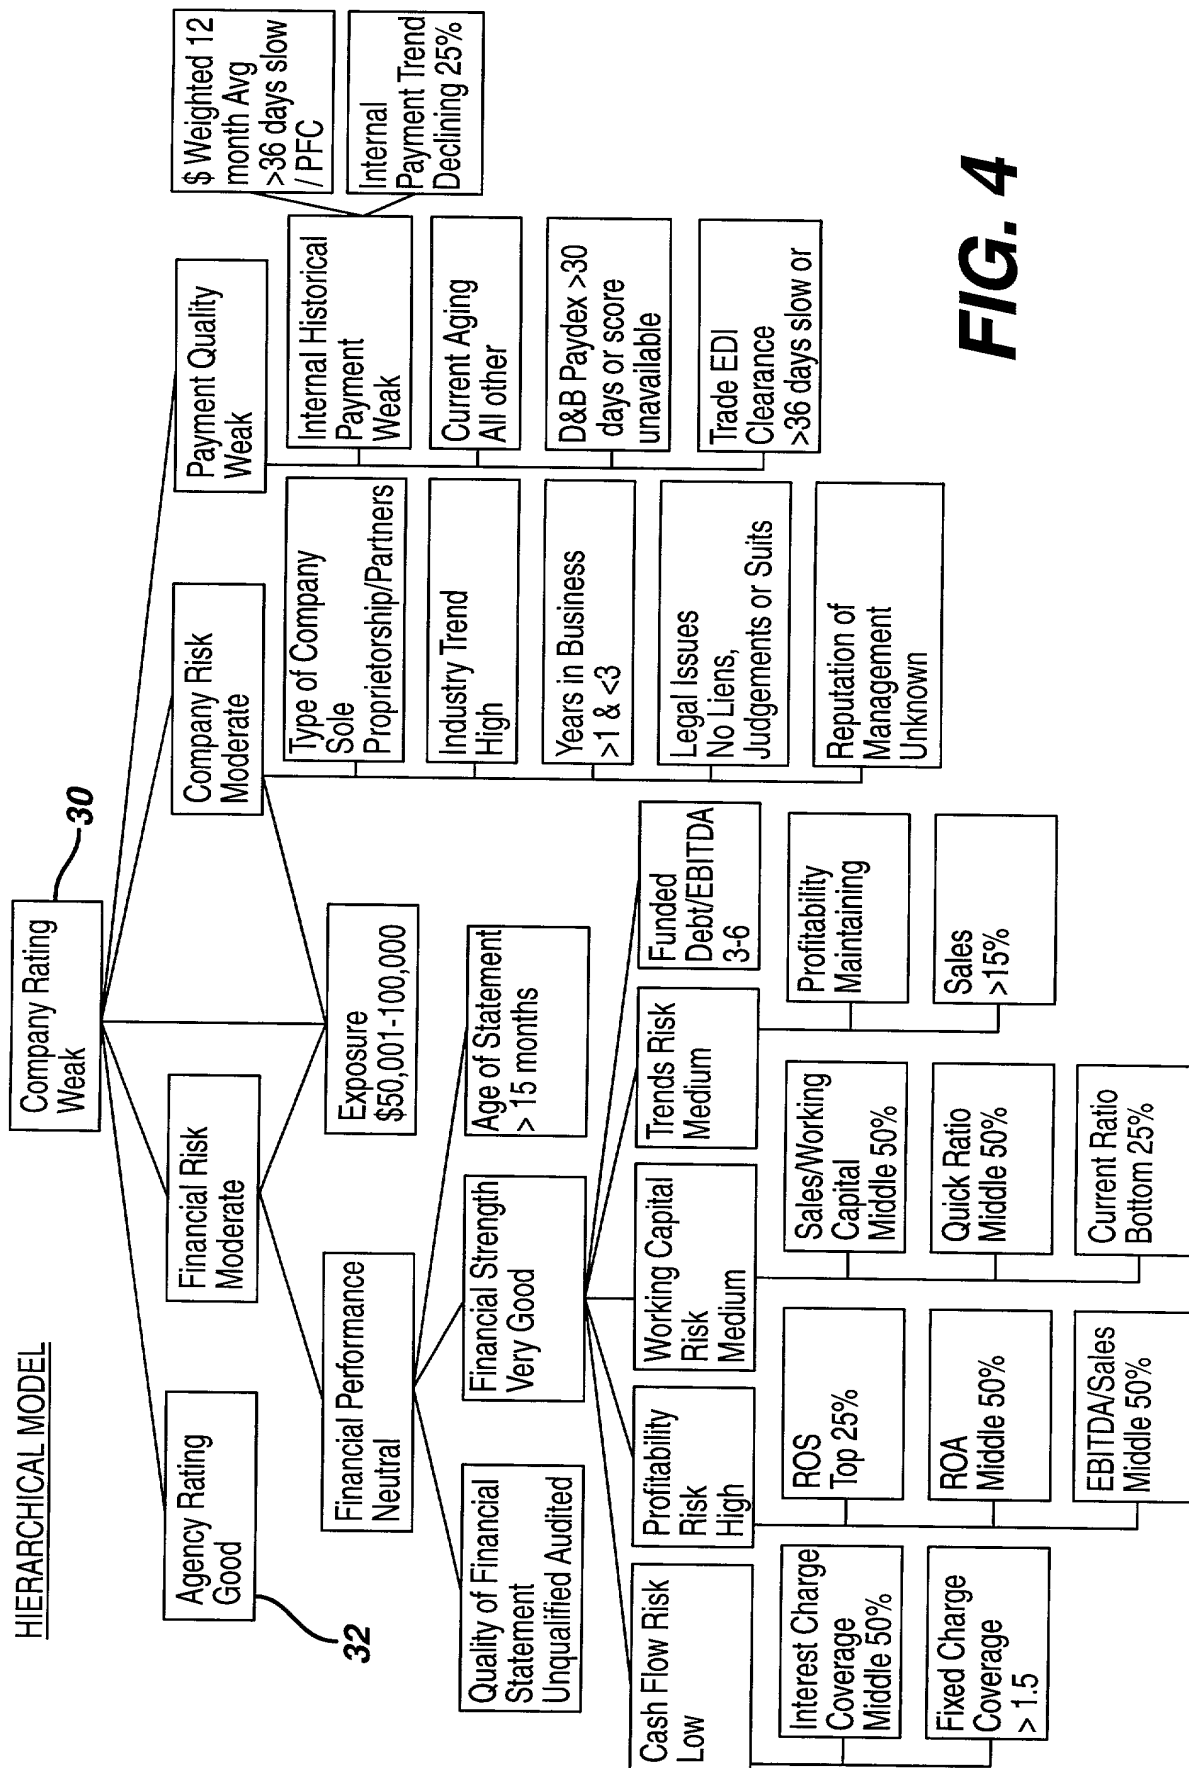 HIERARCHICAL MODEL
Company Rating
Weak
30
Agency Rating
Good
32
Financial Risk
Moderate
Company Risk
Moderate
Payment Quality
Weak
Exposure
$50,001-100,000
Financial Performance
Neutral
Quality of Financial
Statement
Unqualified Audited
Financial Strength
Very Good
Age of Statement
> 15 months
Cash Flow Risk
Low
Interest Charge
Coverage
Middle 50%
Fixed Charge
Coverage
> 1.5
Profitability
Risk
High
ROS
Top 25%
ROA
Middle 50%
EBITDA/Sales
Middle 50%
Working Capital
Risk
Medium
Sales/Working
Capital
Middle 50%
Quick Ratio
Middle 50%
Current Ratio
Bottom 25%
Trends Risk
Medium
Profitability
Maintaining
Sales
>15%
Funded
Debt/EBITDA
3-6
Type of Company
Sole
Proprietorship/Partners
Industry Trend
High
Years in Business
>1 & <3
Legal Issues
No Liens,
Judgements or Suits
Reputation of
Management
Unknown
Internal Historical
Payment
Weak
$ Weighted 12
month Avg
>36 days slow
/ PFC
Internal
Payment Trend
Declining 25%
Current Aging
All other
D&B Paydex >30
days or score
unavailable
Trade EDI
Clearance
>36 days slow or
FIG. 4